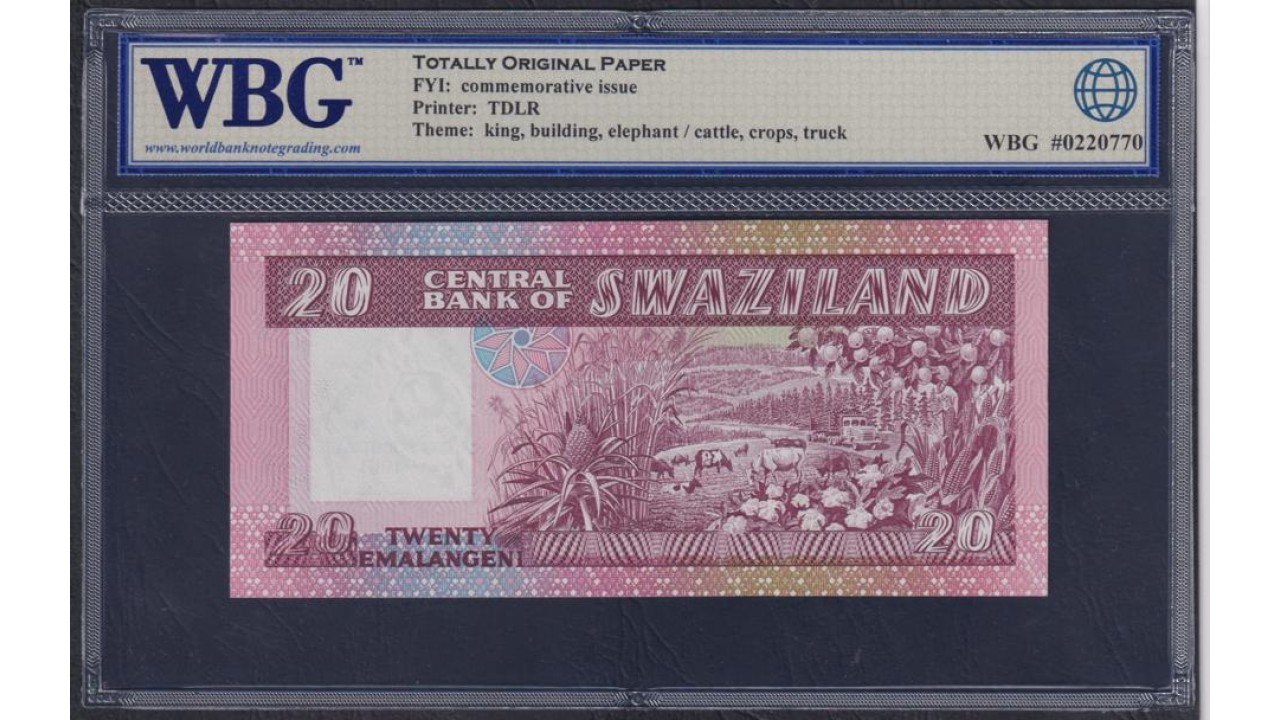 WBG™
www.worldbanknotegrading.com
TOTALLY ORIGINAL PAPER
FYI: commemorative issue
Printer: TDLR
Theme: king, building, elephant / cattle, crops, truck
WBG #0220770
20 CENTRAL BANK OF SWAZILAND
20 TWENTY
EMALANGENI
20